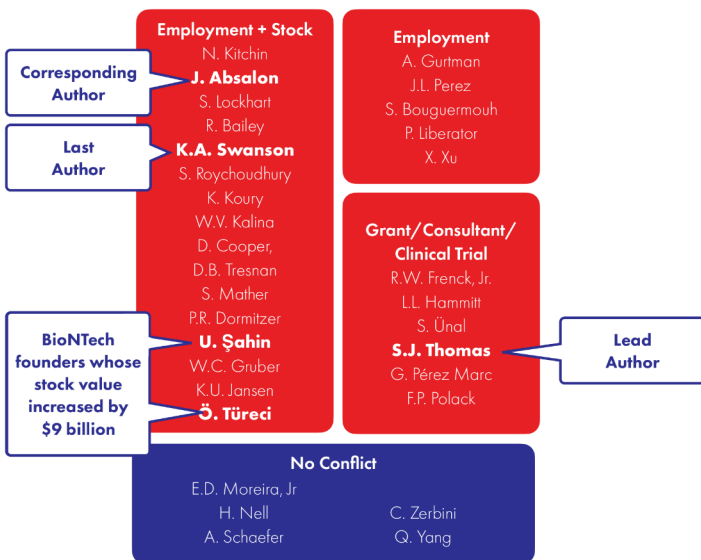 Employment + Stock
N. Kitchin
J. Absalon
S. Lockhart
R. Bailey
K.A. Swanson
S. Roychoudhury
K. Koury
W.V. Kalina
D. Cooper,
D.B. Tresnan
S. Mather
P.R. Dormitzer
U. Şahin
W.C. Gruber
K.U. Jansen
Ö. Türeci
Corresponding
Author
Last
Author
BioNTech
founders whose
stock value
increased by
$9 billion
Employment
A. Gurtman
J.L. Perez
S. Bouguermouh
P. Liberator
X. Xu
Grant/Consultant/
Clinical Trial
R.W. Frenck, Jr.
L.L. Hammitt
S. Ünal
S.J. Thomas
G. Pérez Marc
F.P. Polack
Lead
Author
No Conflict
E.D. Moreira, Jr
H. Nell
A. Schaefer
C. Zerbini
Q. Yang